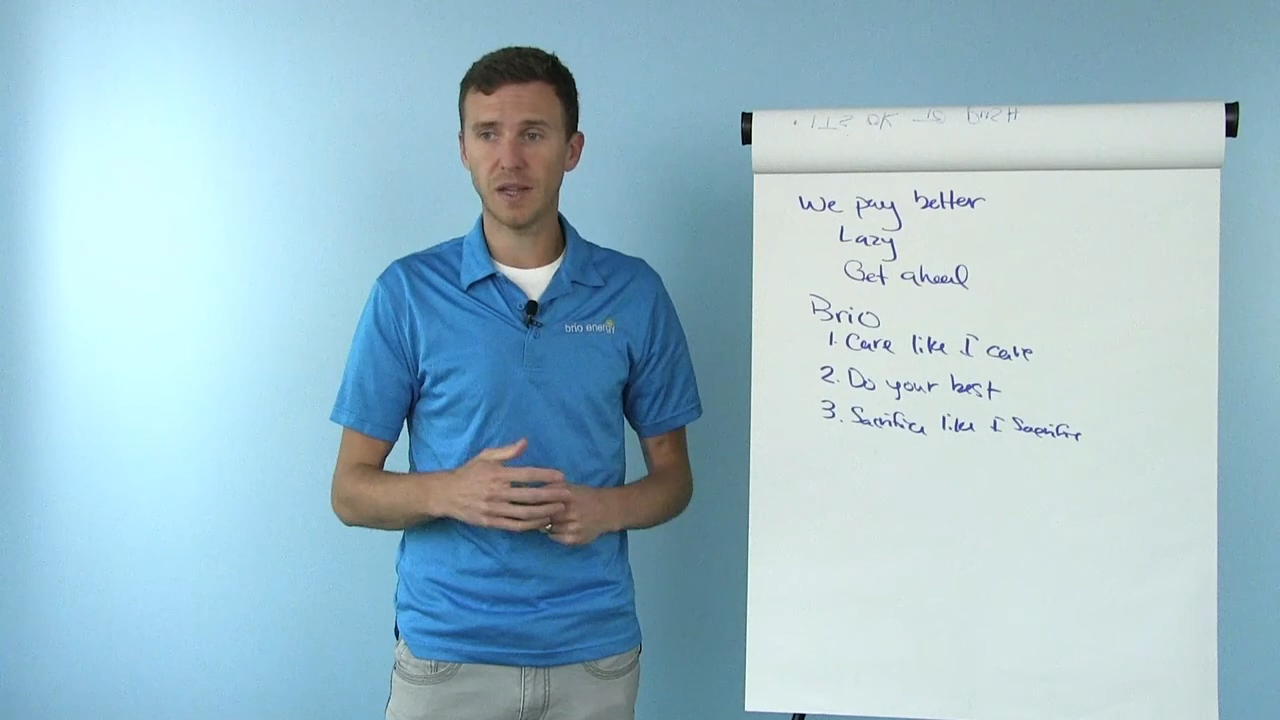 We pay better
Lazy
Get ahead
Brio
1. Care like I care
2. Do your best
3. Sacrifice like I Sacrifice
brio energy